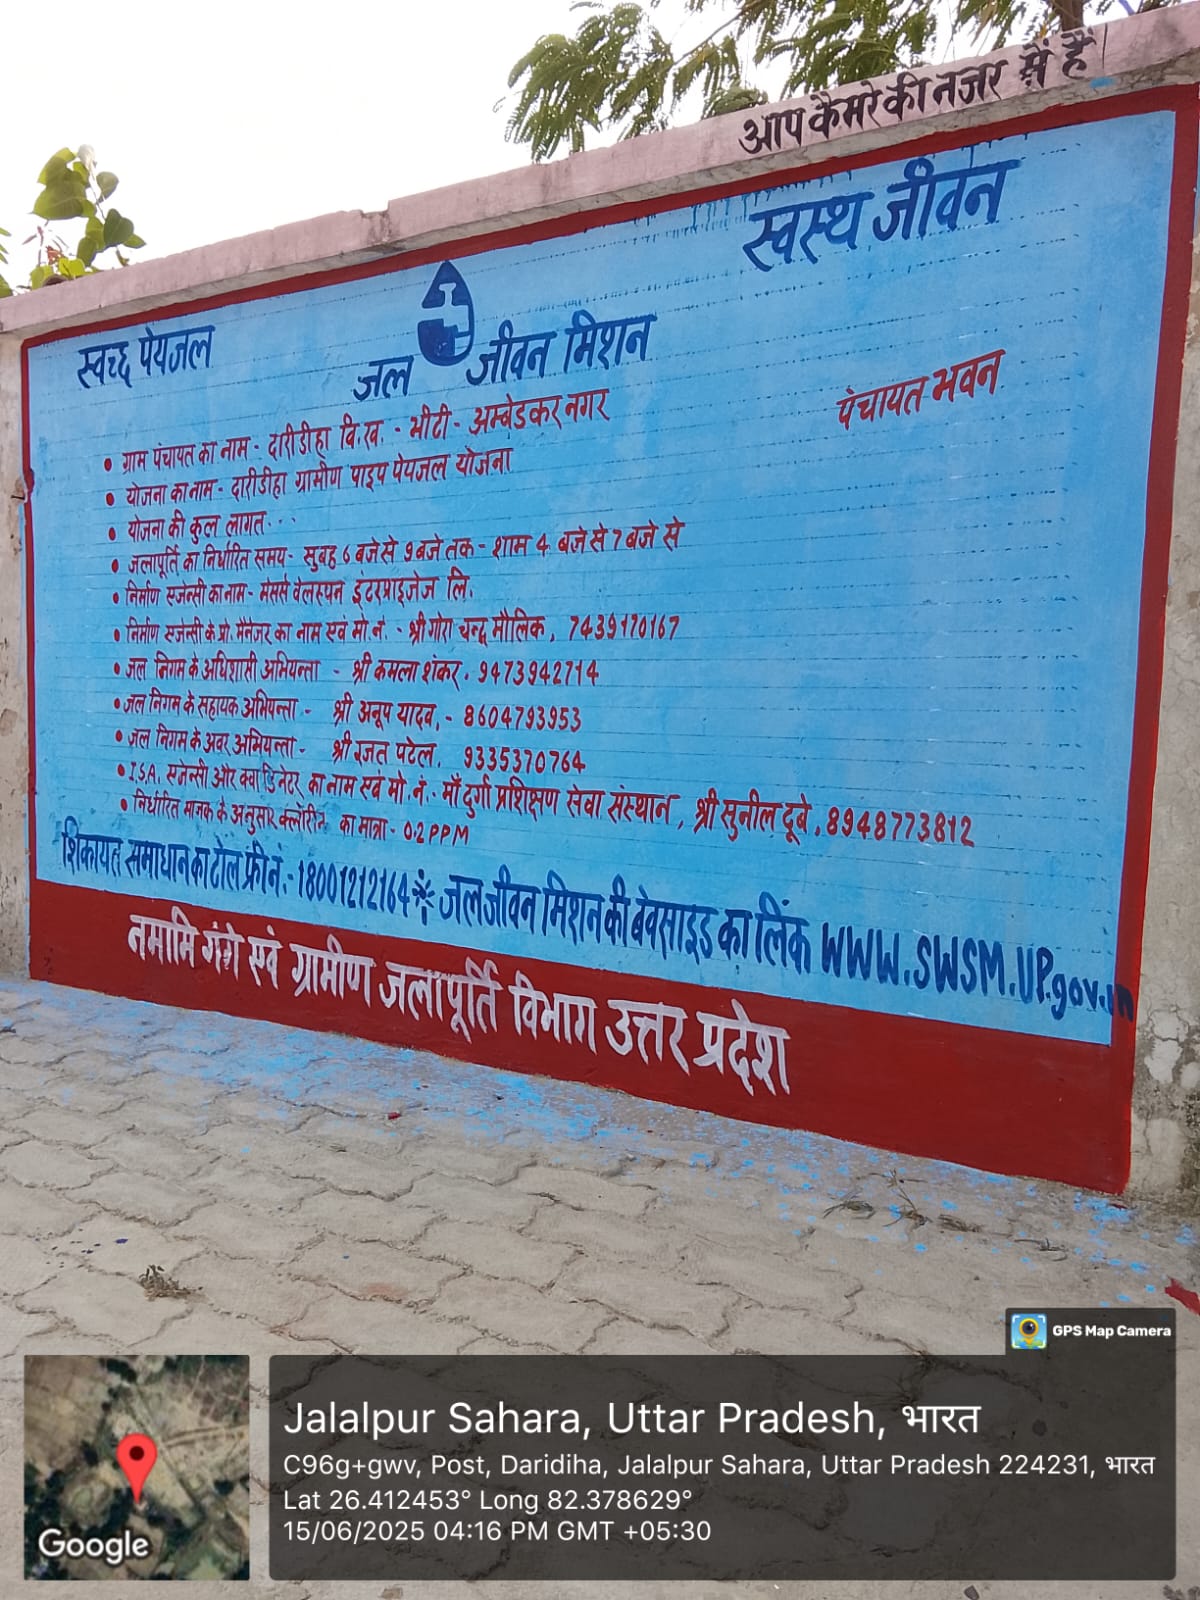 आप कैमरे की नजर में हैं
स्वस्थ जीवन
स्वच्छ पेयजल
जल जीवन मिशन
पंचायत भवन
• ग्राम पंचायत का नाम - दारीडीहा वि.ख. - भीटी - अम्बेडकर नगर
• योजना का नाम - दारीडीहा ग्रामीण पाइप पेयजल योजना
• योजना की कुल लागत...
• जलापूर्ति का निर्धारित समय - सुबह 6 बजे से 9 बजे तक - शाम 4 बजे से 7 बजे से
• निर्माण एजेन्सी का नाम - मेसर्स वेलस्पन इंटरप्राइजेज लि.
• निर्माण एजेन्सी के प्रो. मैनेजर का नाम एवं मो.नं. - श्री गोरा चन्द्र मौलिक, 7439170167
• जल निगम के अधिशासी अभियन्ता - श्री कमला शंकर. 9473942714
• जल निगम के सहायक अभियन्ता - श्री अनूप यादव, - 8604793953
• जल निगम के अवर अभियन्ता - श्री रजत पटेल. 9335370764
• I.S.A. एजेन्सी और क्वाडिनेटर का नाम एवं मो.नं. - माँ दुर्गा प्रशिक्षण सेवा संस्थान, श्री सुनील दूबे, 8948773812
• निर्धारित माजक के अनुसार क्लोरीन का मात्रा - 0.2 PPM
शिकायत समाधान का टोल फ्री नं. - 18001212164 * जल जीवन मिशन की बेवसाइड का लिंक WWW.SWSM.UP.gov.in
नमामि गंगे एवं ग्रामीण जलापूर्ति विभाग उत्तर प्रदेश
GPS Map Camera
Jalalpur Sahara, Uttar Pradesh, भारत
C96g+gwv, Post, Daridiha, Jalalpur Sahara, Uttar Pradesh 224231, भारत
Lat 26.412453° Long 82.378629°
15/06/2025 04:16 PM GMT +05:30
Google